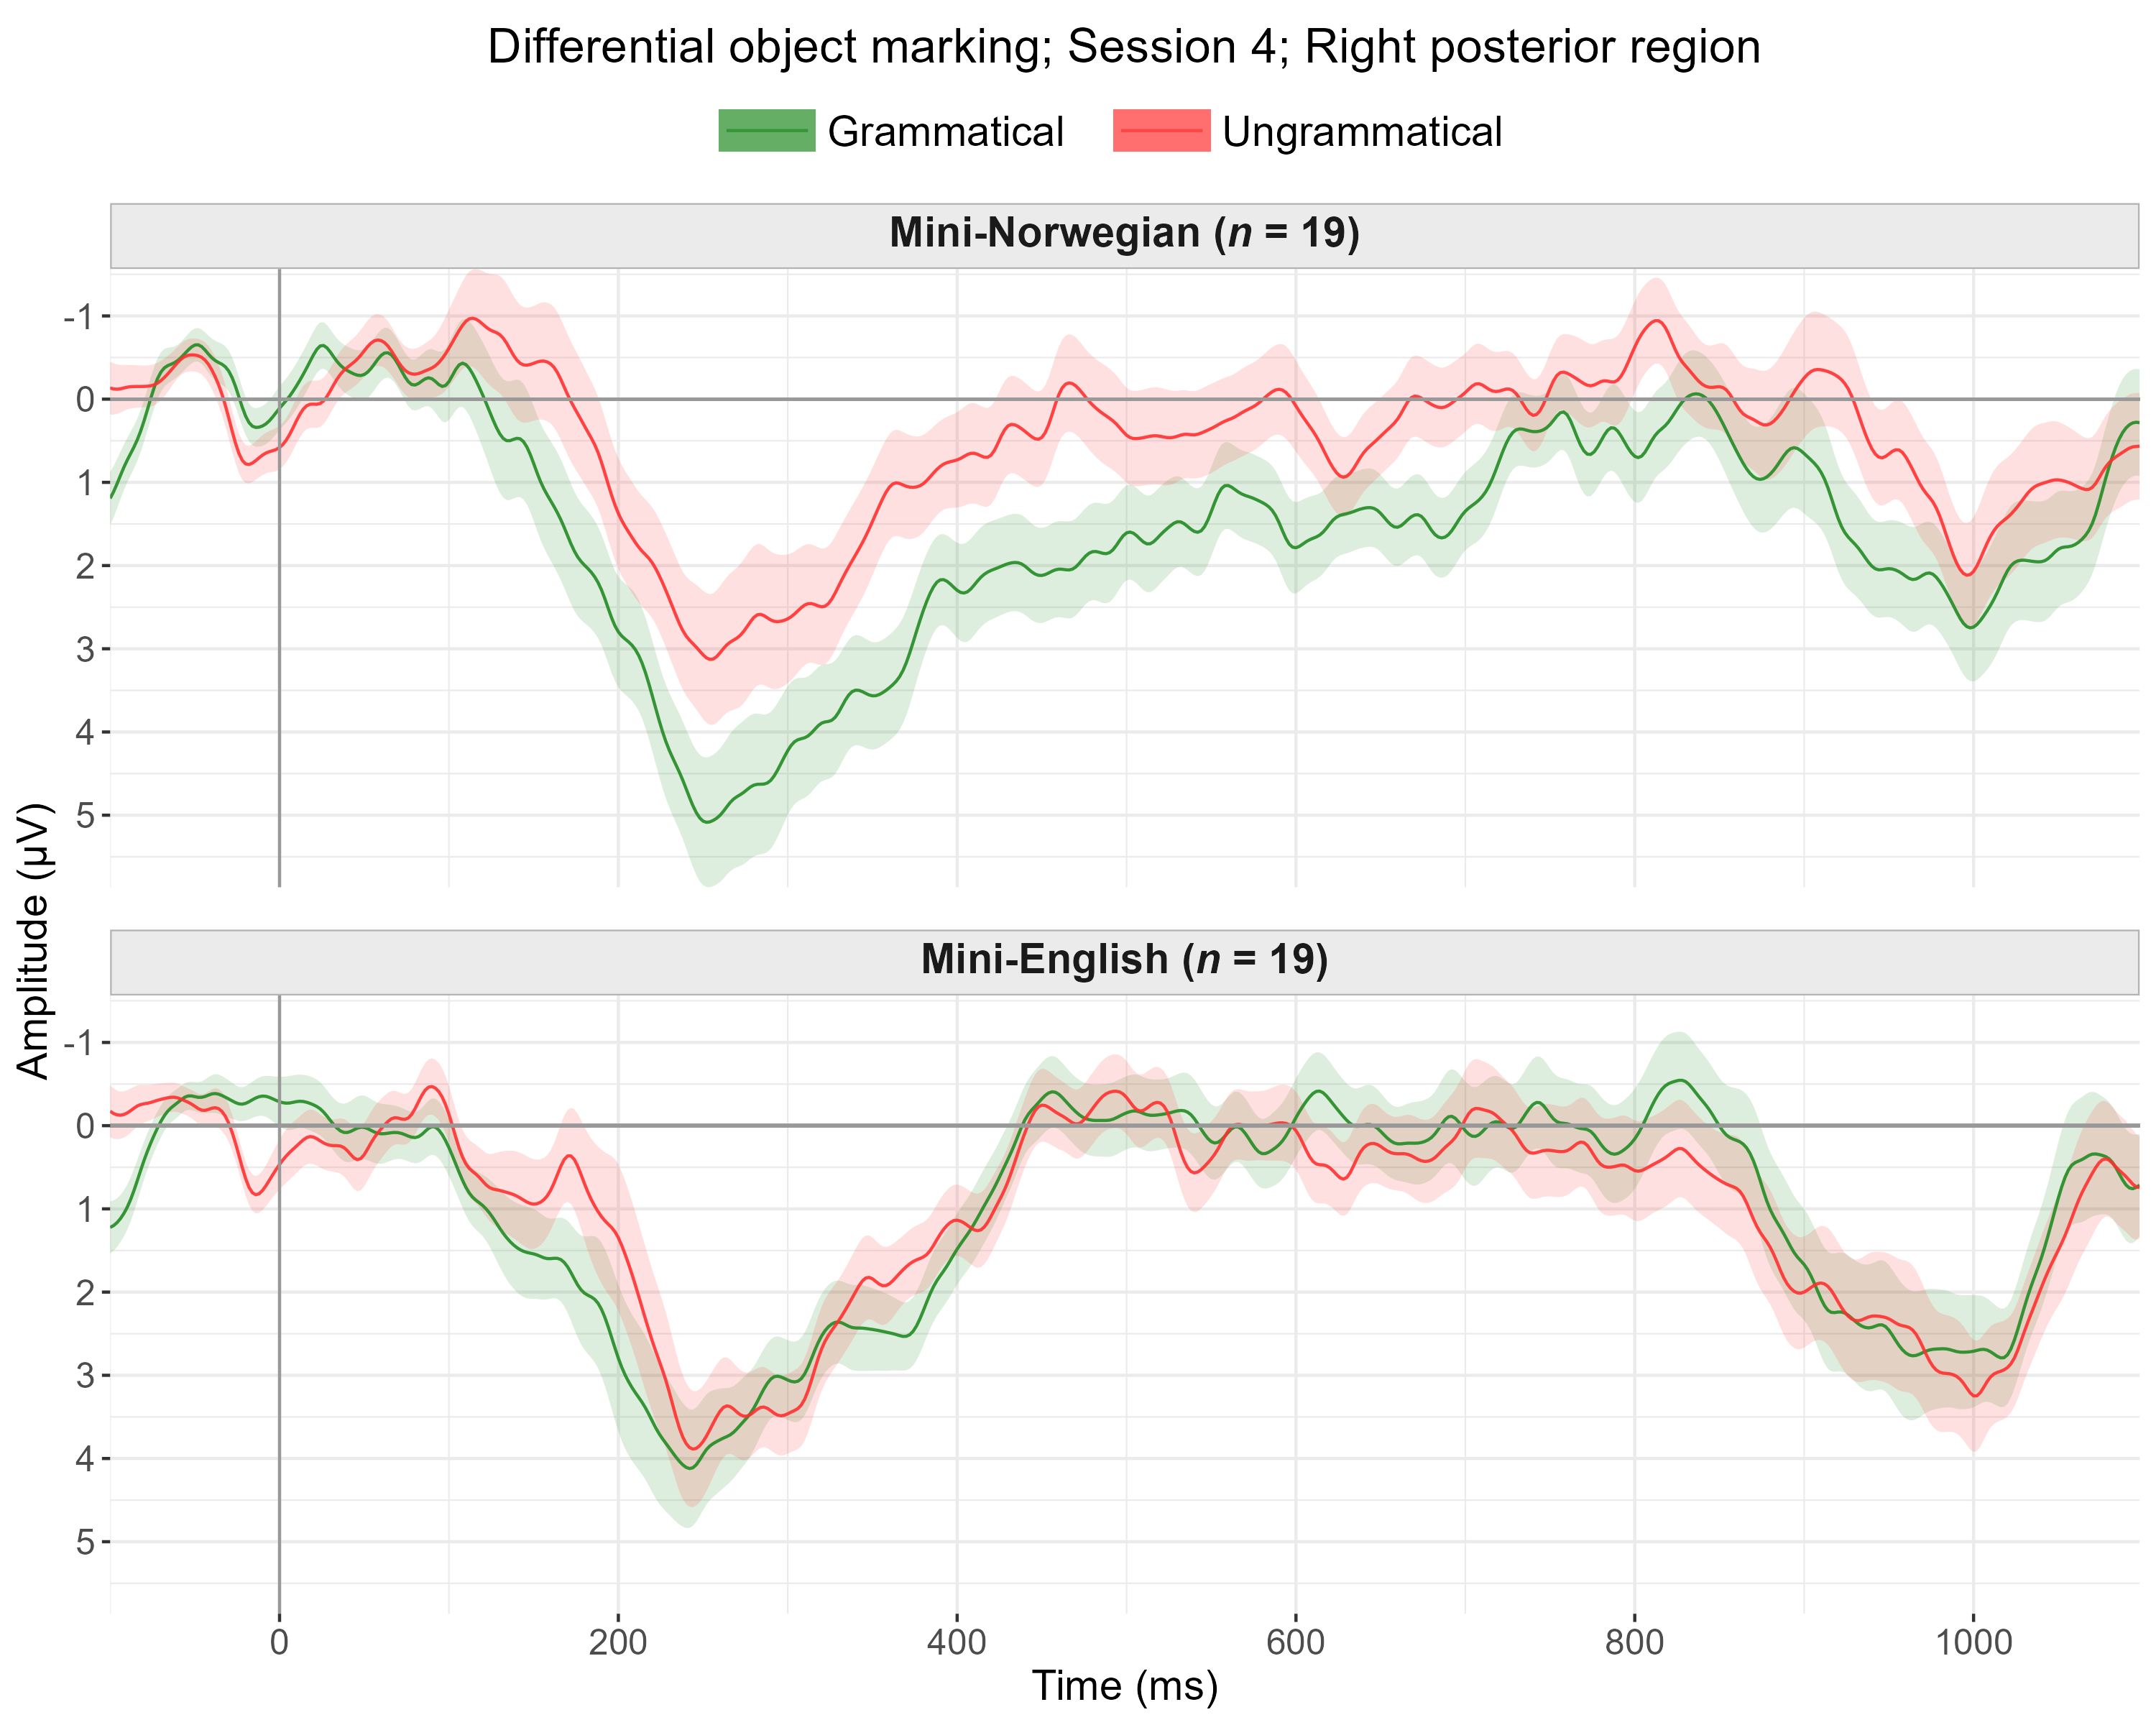 Differential object marking; Session 4; Right posterior region
Grammatical Ungrammatical
Mini-Norwegian (n = 19)
-1
0
1
2
3
4
5
Amplitude (µV)
Mini-English (n = 19)
-1
0
1
2
3
4
5
0 200 400 600 800 1000
Time (ms)